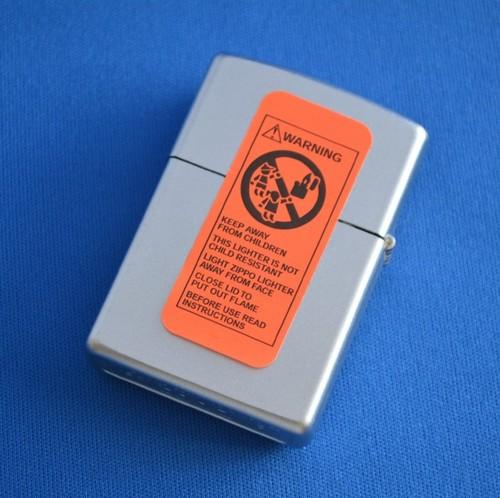 WARNING
KEEP AWAY
FROM CHILDREN
THIS LIGHTER IS NOT
CHILD RESISTANT
LIGHT ZIPPO LIGHTER
AWAY FROM FACE
CLOSE LID TO
PUT OUT FLAME
BEFORE USE READ
INSTRUCTIONS